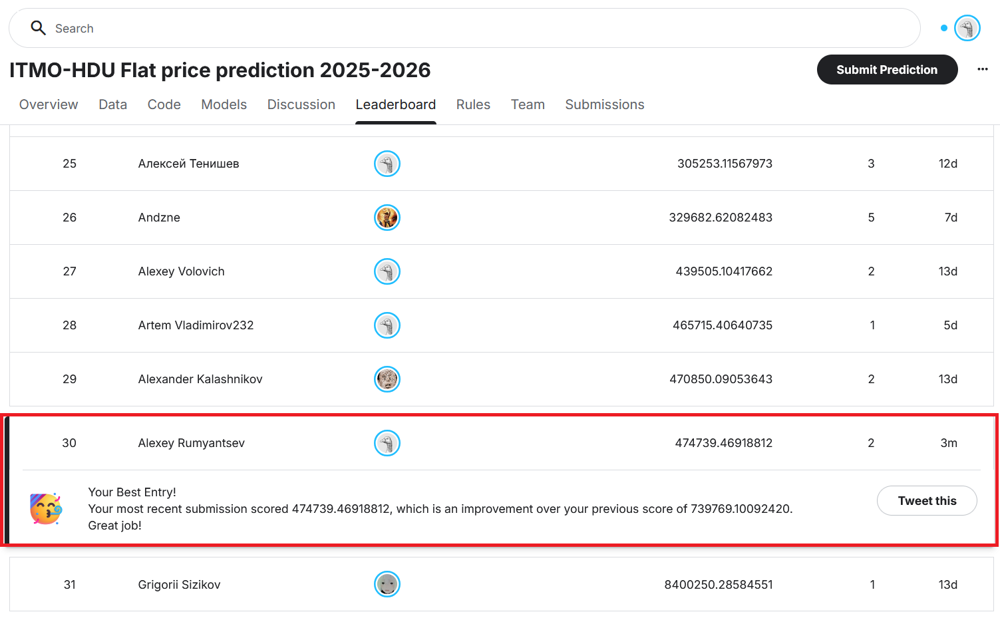 Search
ITMO-HDU Flat price prediction 2025-2026
Submit Prediction
Overview Data Code Models Discussion Leaderboard Rules Team Submissions
25 Алексей Тенишев 305253.11567973 3 12d
26 Andzne 329682.62082483 5 7d
27 Alexey Volovich 439505.10417662 2 13d
28 Artem Vladimirov232 465715.40640735 1 5d
29 Alexander Kalashnikov 470850.09053643 2 13d
30 Alexey Rumyantsev 474739.46918812 2 3m
Your Best Entry!
Your most recent submission scored 474739.46918812, which is an improvement over your previous score of 739769.10092420.
Great job!
Tweet this
31 Grigorii Sizikov 8400250.28584551 1 13d